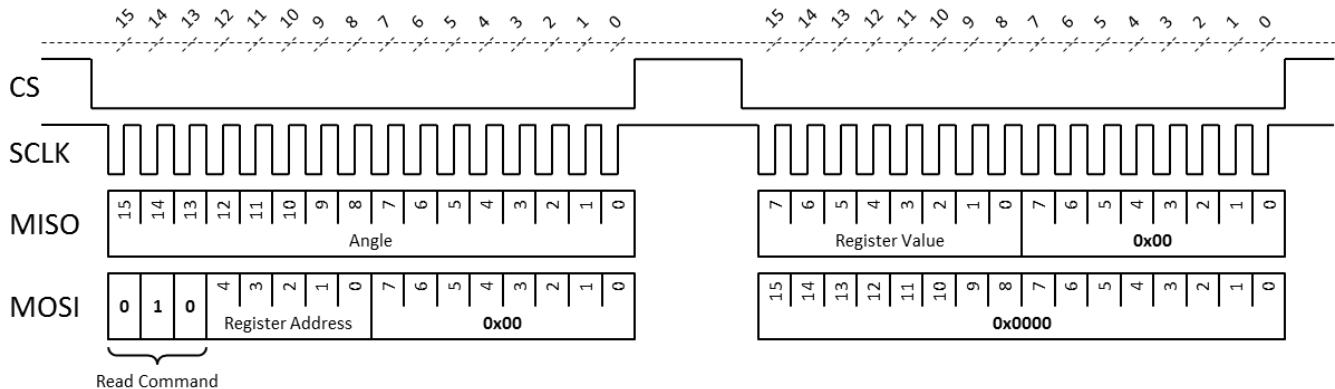 15 14 13 12 11 10 9 8 7 6 5 4 3 2 1 0 15 14 13 12 11 10 9 8 7 6 5 4 3 2 1 0
CS
SCLK
MISO 15 14 13 12 11 10 9 8 7 6 5 4 3 2 1 0 7 6 5 4 3 2 1 0 7 6 5 4 3 2 1 0
Angle Register Value 0x00
MOSI 0 1 0 4 3 2 1 0 7 6 5 4 3 2 1 0 15 14 13 12 11 10 9 8 7 6 5 4 3 2 1 0
Register Address 0x00 0x0000
Read Command